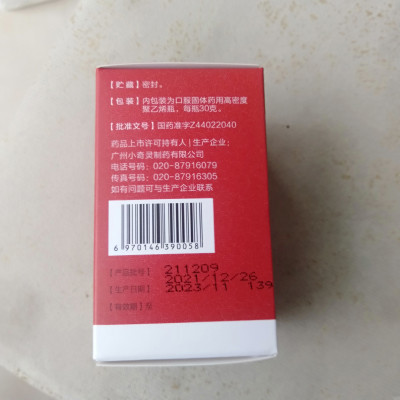 【贮藏】密封。
【包装】内包装为口服固体药用高密度
聚乙烯瓶，每瓶30克。
【批准文号】国药准字Z44022040
药品上市许可持有人|生产企业：
广州小奇灵制药有限公司
电话号码：020-87916079
传真号码：020-87916305
如有问题可与生产企业联系
6 970146 390058
【产品批号】 211209
【生产日期】 2021/12/26
【有效期】至 2023/11 139